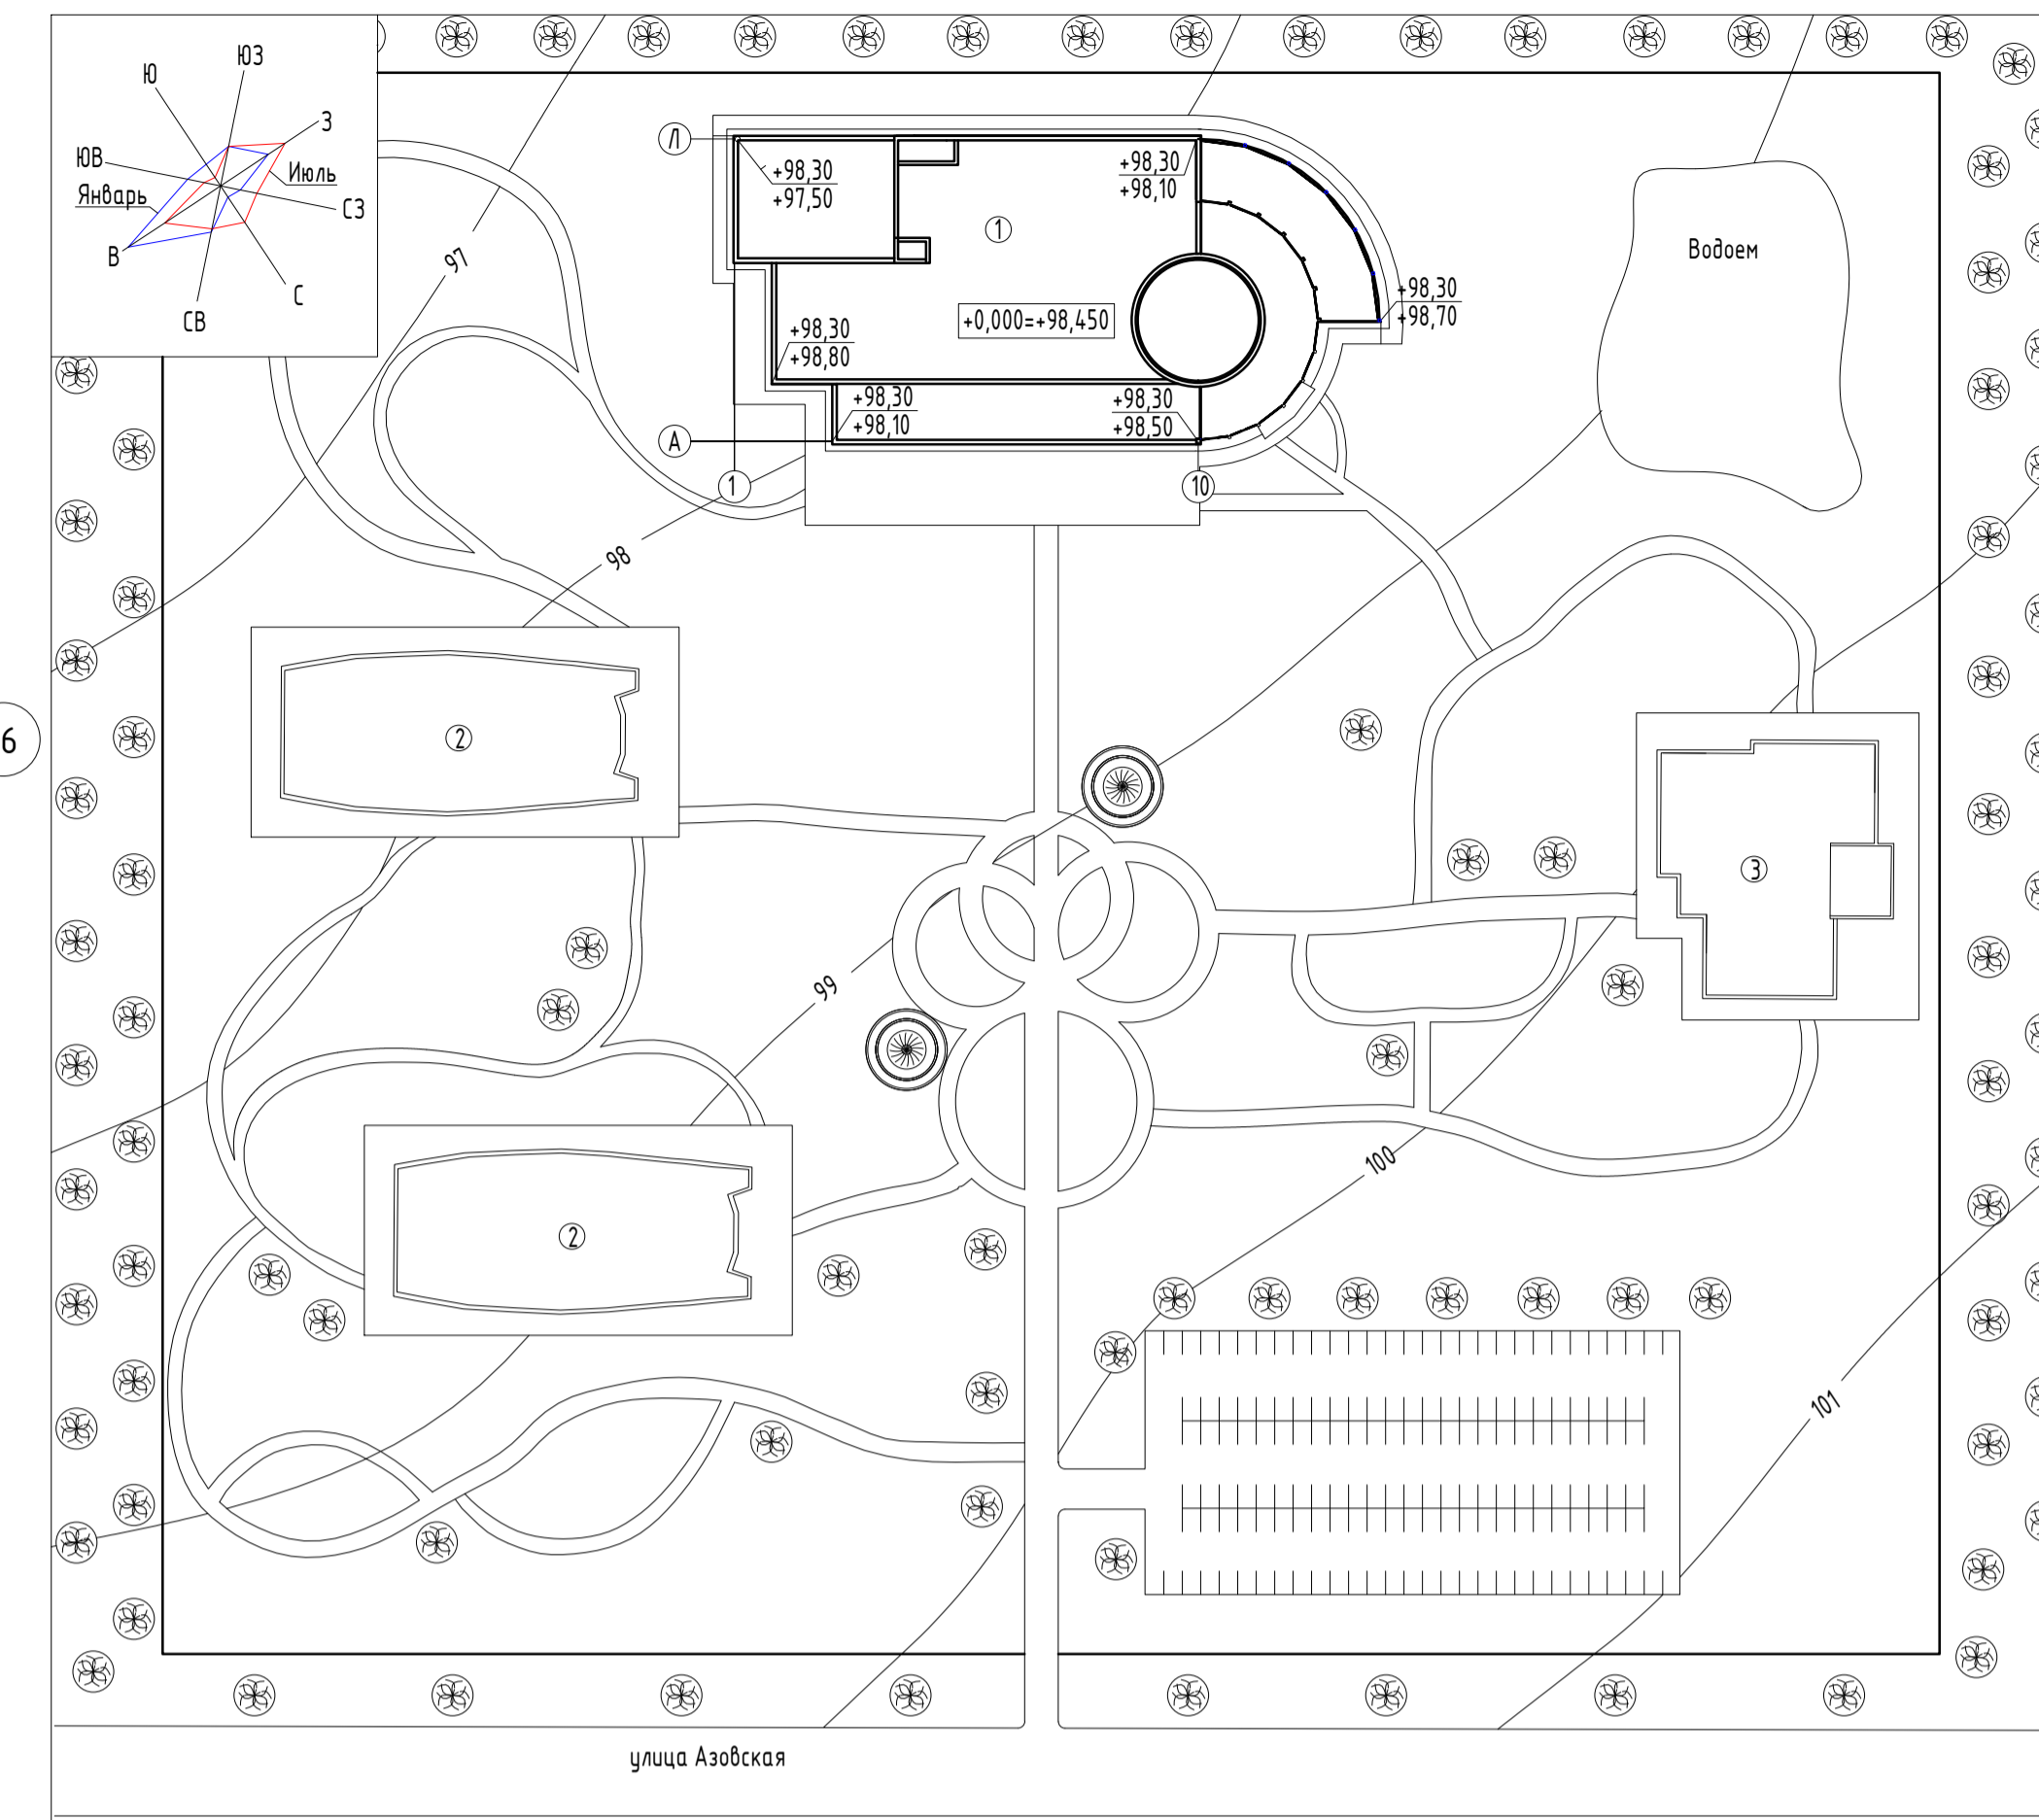 Ю
ЮЗ
З
ЮВ
Июль
Январь
СЗ
В
С
СВ
Л
+98,30
+97,50
+98,30
+98,10
1
Водоем
97
+98,30
+98,70
+0,000=+98,450
+98,30
+98,80
+98,30
+98,10
+98,30
+98,50
А
1
10
98
6
2
3
99
100
2
101
улица Азовская